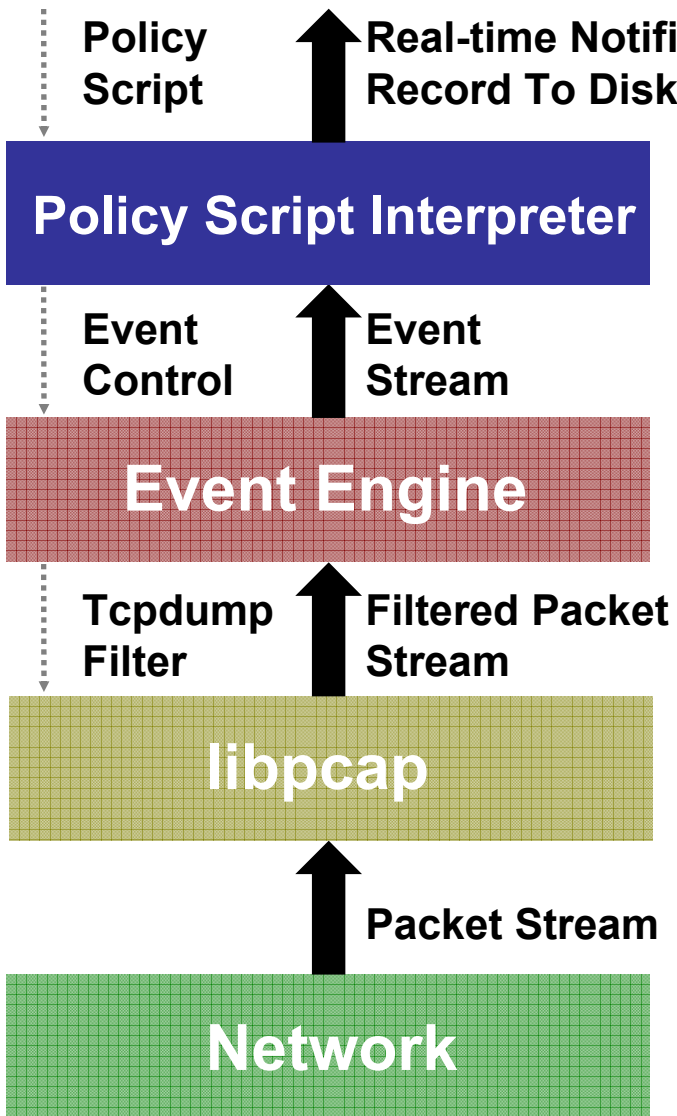 Policy
Script
Real-time Notifi
Record To Disk
Policy Script Interpreter
Event
Control
Event
Stream
Event Engine
Tcpdump
Filter
Filtered Packet
Stream
libpcap
Packet Stream
Network